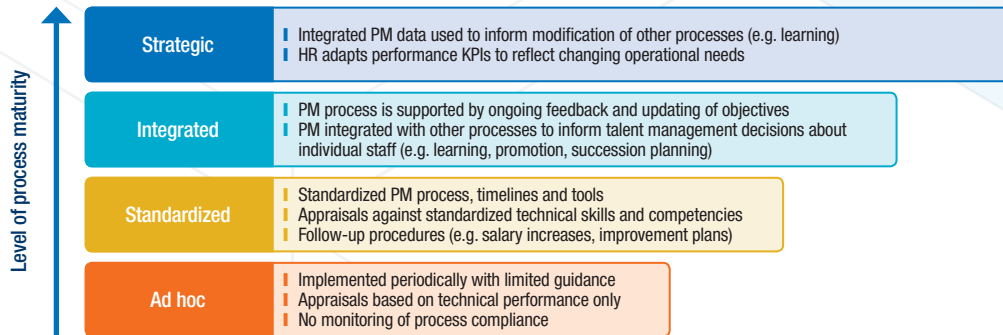 Level of process maturity
Strategic
Integrated PM data used to inform modification of other processes (e.g. learning)
HR adapts performance KPIs to reflect changing operational needs
Integrated
PM process is supported by ongoing feedback and updating of objectives
PM integrated with other processes to inform talent management decisions about
individual staff (e.g. learning, promotion, succession planning)
Standardized
Standardized PM process, timelines and tools
Appraisals against standardized technical skills and competencies
Follow-up procedures (e.g. salary increases, improvement plans)
Ad hoc
Implemented periodically with limited guidance
Appraisals based on technical performance only
No monitoring of process compliance